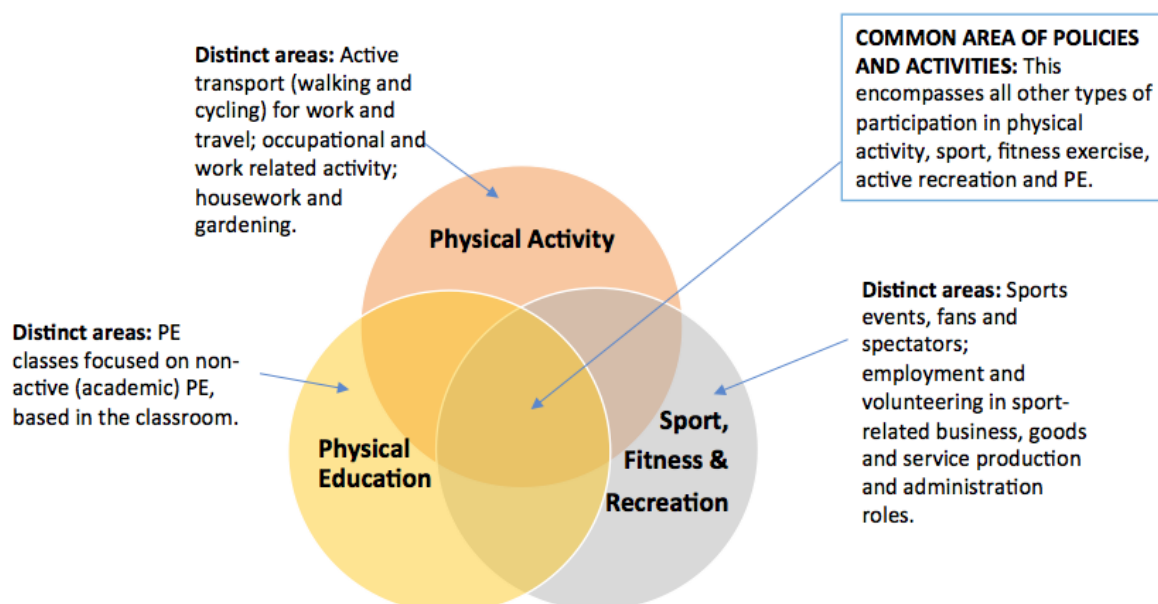 Distinct areas: Active
transport (walking and
cycling) for work and
travel; occupational and
work related activity;
housework and
gardening.
COMMON AREA OF POLICIES
AND ACTIVITIES: This
encompasses all other types of
participation in physical
activity, sport, fitness exercise,
active recreation and PE.
Physical Activity
Distinct areas: PE
classes focused on non-
active (academic) PE,
based in the classroom.
Distinct areas: Sports
events, fans and
spectators;
employment and
volunteering in sport-
related business, goods
and service production
and administration
roles.
Physical
Education
Sport,
Fitness &
Recreation